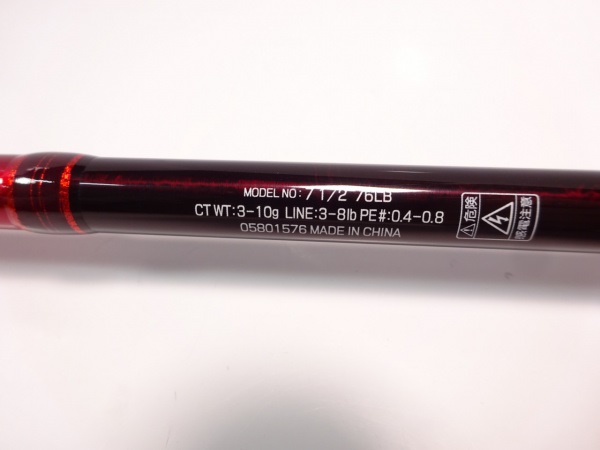 MODEL NO: 7 1/2 76LB
CT WT:3-10g LINE:3-8lb PE#:0.4-0.8
05801576 MADE IN CHINA
危険
感電注意